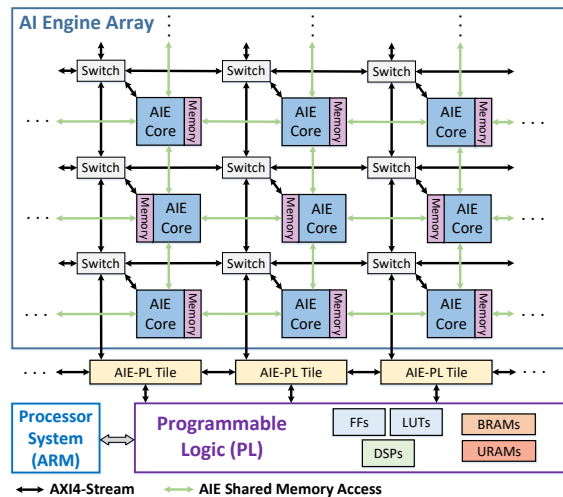 AI Engine Array
Switch Switch Switch
AIE Core Memory AIE Core Memory AIE Core Memory
Switch Switch Switch
Memory AIE Core Memory AIE Core Memory AIE Core
Switch Switch Switch
AIE Core Memory AIE Core Memory AIE Core Memory
AIE-PL Tile AIE-PL Tile AIE-PL Tile
Processor
System
(ARM)
Programmable
Logic (PL)
FFs LUTs BRAMs
DSPs URAMs
AXI4-Stream AIE Shared Memory Access